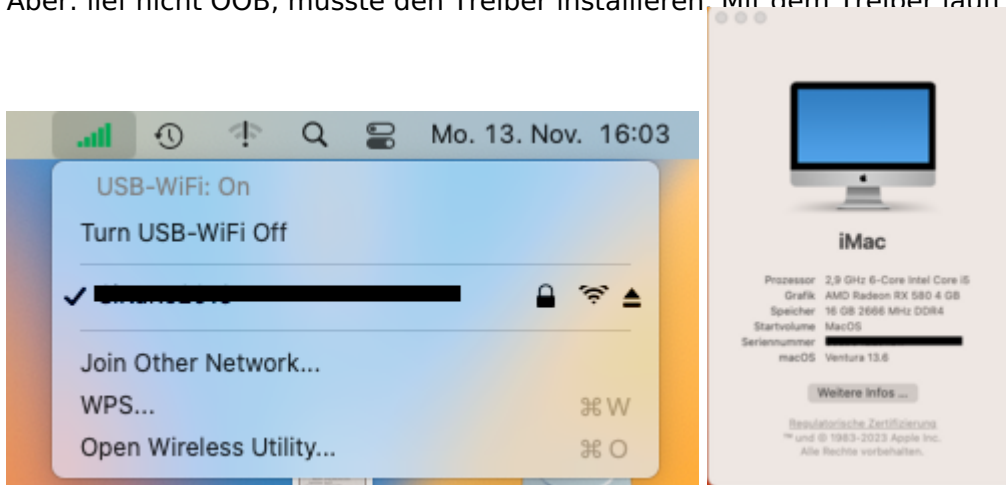 Aber: lief nicht OOB, musste den Treiber installieren. Mit dem Treiber läuft
Mo. 13. Nov. 16:03
USB-WiFi: On
Turn USB-WiFi Off
Join Other Network...
WPS... ⌘ W
Open Wireless Utility... ⌘ O
iMac
Prozessor 2,9 GHz 6-Core Intel Core i5
Grafik AMD Radeon RX 580 4 GB
Speicher 16 GB 2666 MHz DDR4
Startvolume MacOS
Seriennummer
macOS Ventura 13.6
Weitere Infos ...
Regulatorische Zertifizierung
™ und © 1983-2023 Apple Inc.
Alle Rechte vorbehalten.